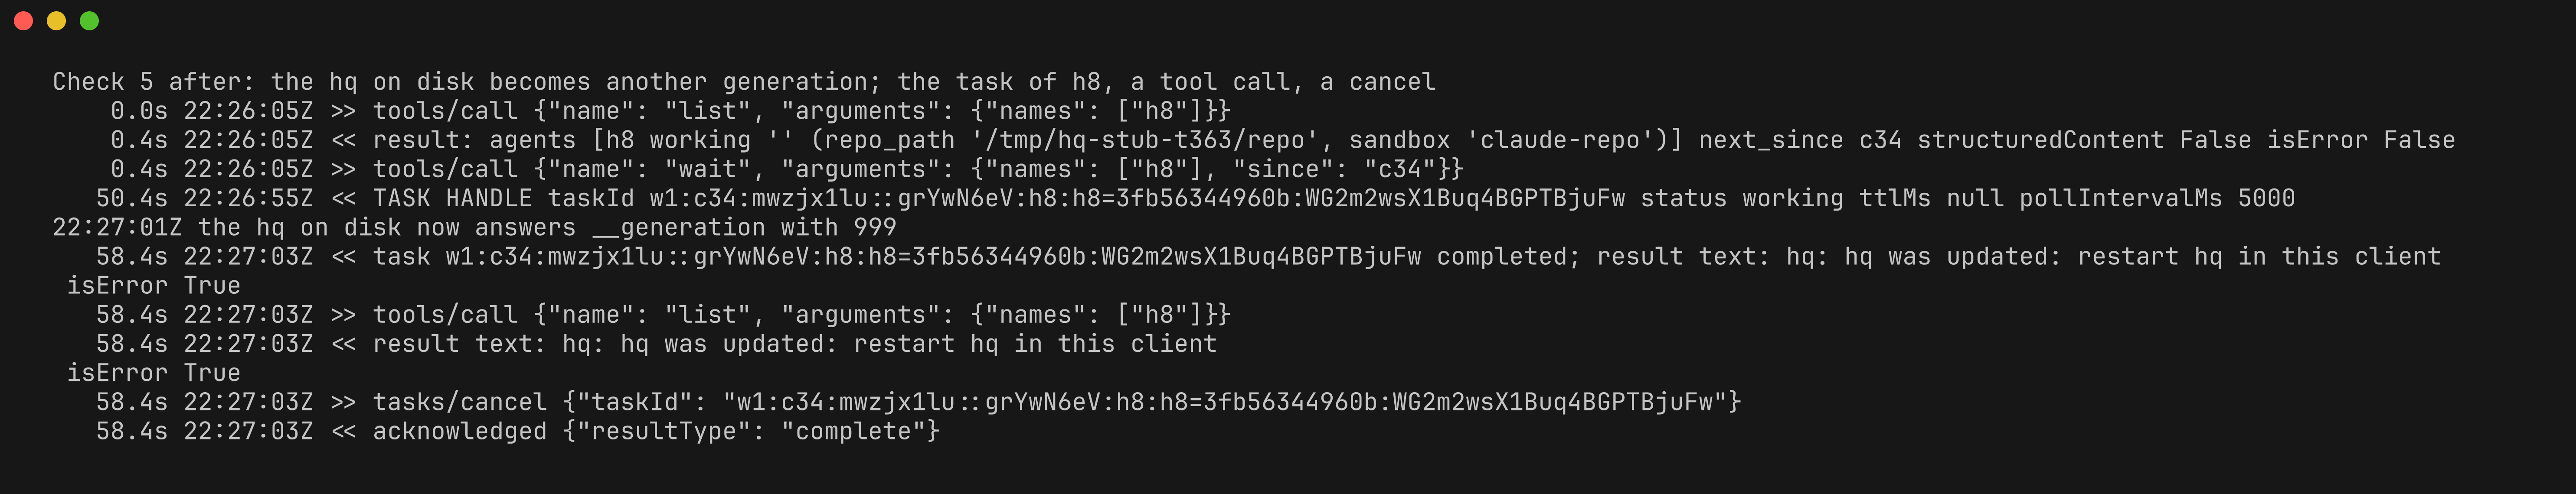 Check 5 after: the hq on disk becomes another generation; the task of h8, a tool call, a cancel
0.0s 22:26:05Z >> tools/call {"name": "list", "arguments": {"names": ["h8"]}}
0.4s 22:26:05Z << result: agents [h8 working '' (repo_path '/tmp/hq-stub-t363/repo', sandbox 'claude-repo')] next_since c34 structuredContent False isError False
0.4s 22:26:05Z >> tools/call {"name": "wait", "arguments": {"names": ["h8"], "since": "c34"}}
50.4s 22:26:55Z << TASK HANDLE taskId w1:c34:mwzjx1lu::grYwN6eV:h8:h8=3fb56344960b:WG2m2wsX1Buq4BGPTBjuFw status working ttlMs null pollIntervalMs 5000
22:27:01Z the hq on disk now answers __generation with 999
58.4s 22:27:03Z << task w1:c34:mwzjx1lu::grYwN6eV:h8:h8=3fb56344960b:WG2m2wsX1Buq4BGPTBjuFw completed; result text: hq: hq was updated: restart hq in this client
isError True
58.4s 22:27:03Z >> tools/call {"name": "list", "arguments": {"names": ["h8"]}}
58.4s 22:27:03Z << result text: hq: hq was updated: restart hq in this client
isError True
58.4s 22:27:03Z >> tasks/cancel {"taskId": "w1:c34:mwzjx1lu::grYwN6eV:h8:h8=3fb56344960b:WG2m2wsX1Buq4BGPTBjuFw"}
58.4s 22:27:03Z << acknowledged {"resultType": "complete"}